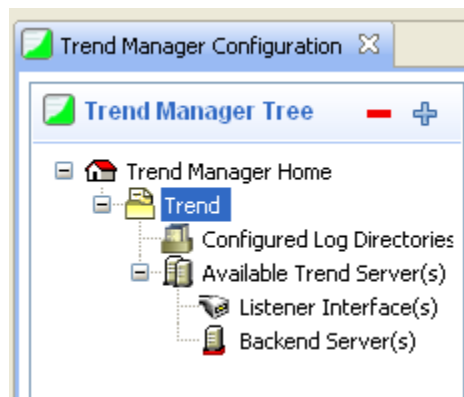 Trend Manager Configuration
Trend Manager Tree
Trend Manager Home
Trend
Configured Log Directories
Available Trend Server(s)
Listener Interface(s)
Backend Server(s)